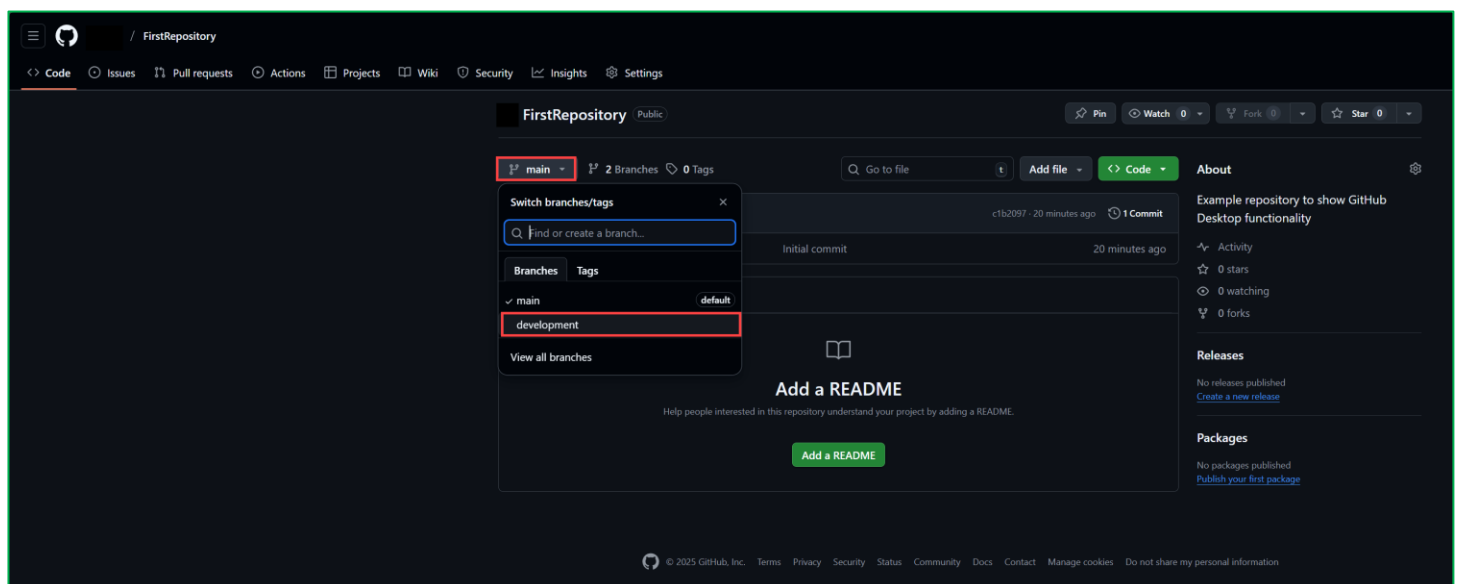 / FirstRepository
Code Issues Pull requests Actions Projects Wiki Security Insights Settings
FirstRepository Public
Pin Watch 0 Fork 0 Star 0
main 2 Branches 0 Tags Go to file t Add file Code
Switch branches/tags
Find or create a branch...
Branches Tags
main default
development
View all branches
c1b2097 · 20 minutes ago 1 Commit
Initial commit 20 minutes ago
Add a README
Help people interested in this repository understand your project by adding a README.
Add a README
About
Example repository to show GitHub
Desktop functionality
Activity
0 stars
0 watching
0 forks
Releases
No releases published
Create a new release
Packages
No packages published
Publish your first package
© 2025 GitHub, Inc. Terms Privacy Security Status Community Docs Contact Manage cookies Do not share my personal information